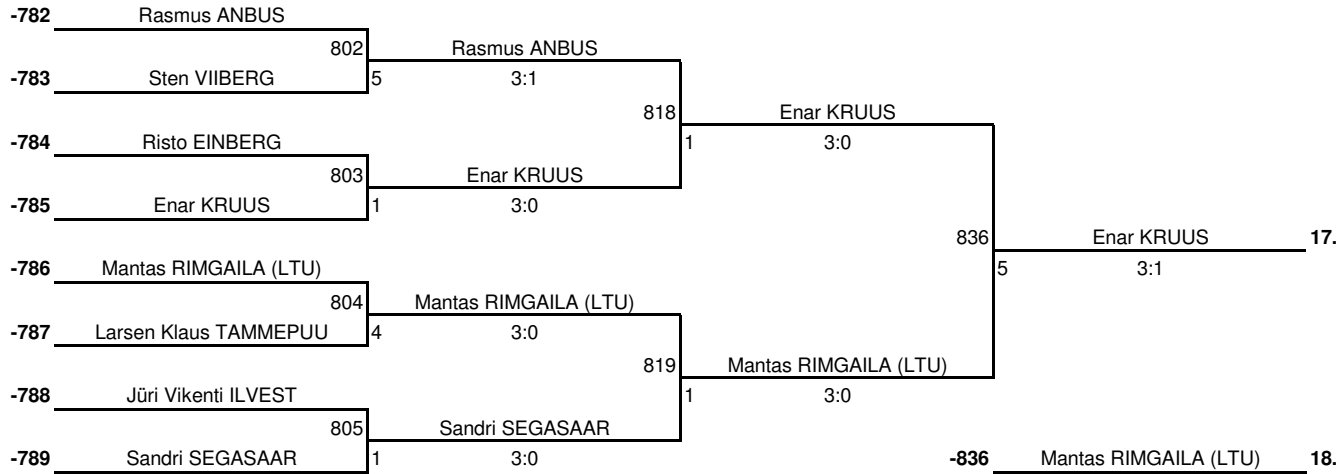 -782 Rasmus ANBUS
802 Rasmus ANBUS
-783 Sten VIIBERG 5 3:1
818 Enar KRUUS
-784 Risto EINBERG 1 3:0
803 Enar KRUUS
-785 Enar KRUUS 1 3:0
836 Enar KRUUS 17.
-786 Mantas RIMGAILA (LTU) 5 3:1
804 Mantas RIMGAILA (LTU)
-787 Larsen Klaus TAMMEPUU 4 3:0
819 Mantas RIMGAILA (LTU)
-788 Jüri Vikenti ILVEST 1 3:0
805 Sandri SEGASAAR
-789 Sandri SEGASAAR 1 3:0 -836 Mantas RIMGAILA (LTU) 18.